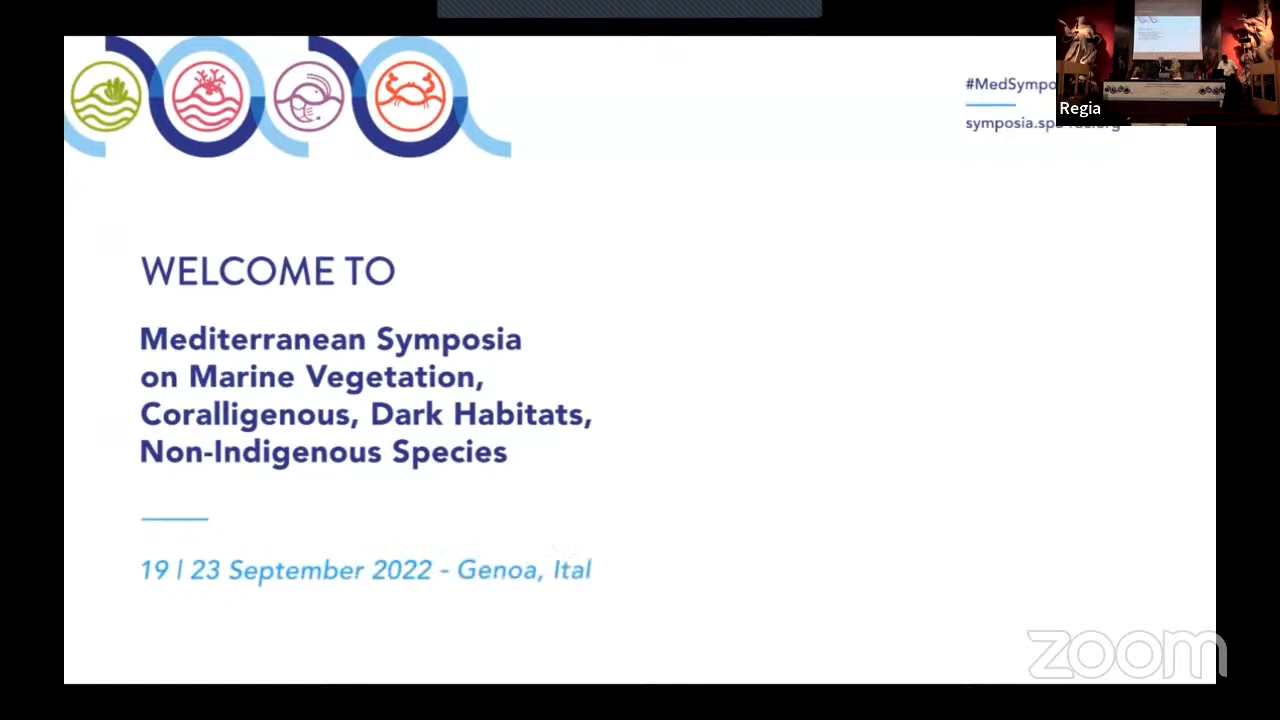 #MedSympo
symposia.sp
Regia
WELCOME TO
Mediterranean Symposia
on Marine Vegetation,
Coralligenous, Dark Habitats,
Non-Indigenous Species
19 | 23 September 2022 - Genoa, Ital
zoom